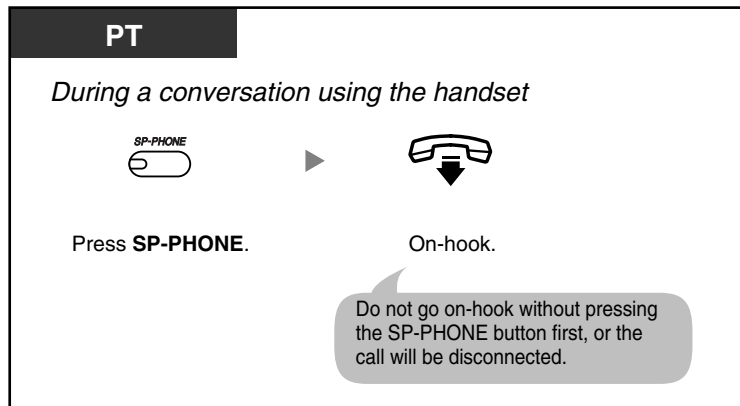 PT
During a conversation using the handset
SP-PHONE
Press SP-PHONE.
On-hook.
Do not go on-hook without pressing
the SP-PHONE button first, or the
call will be disconnected.